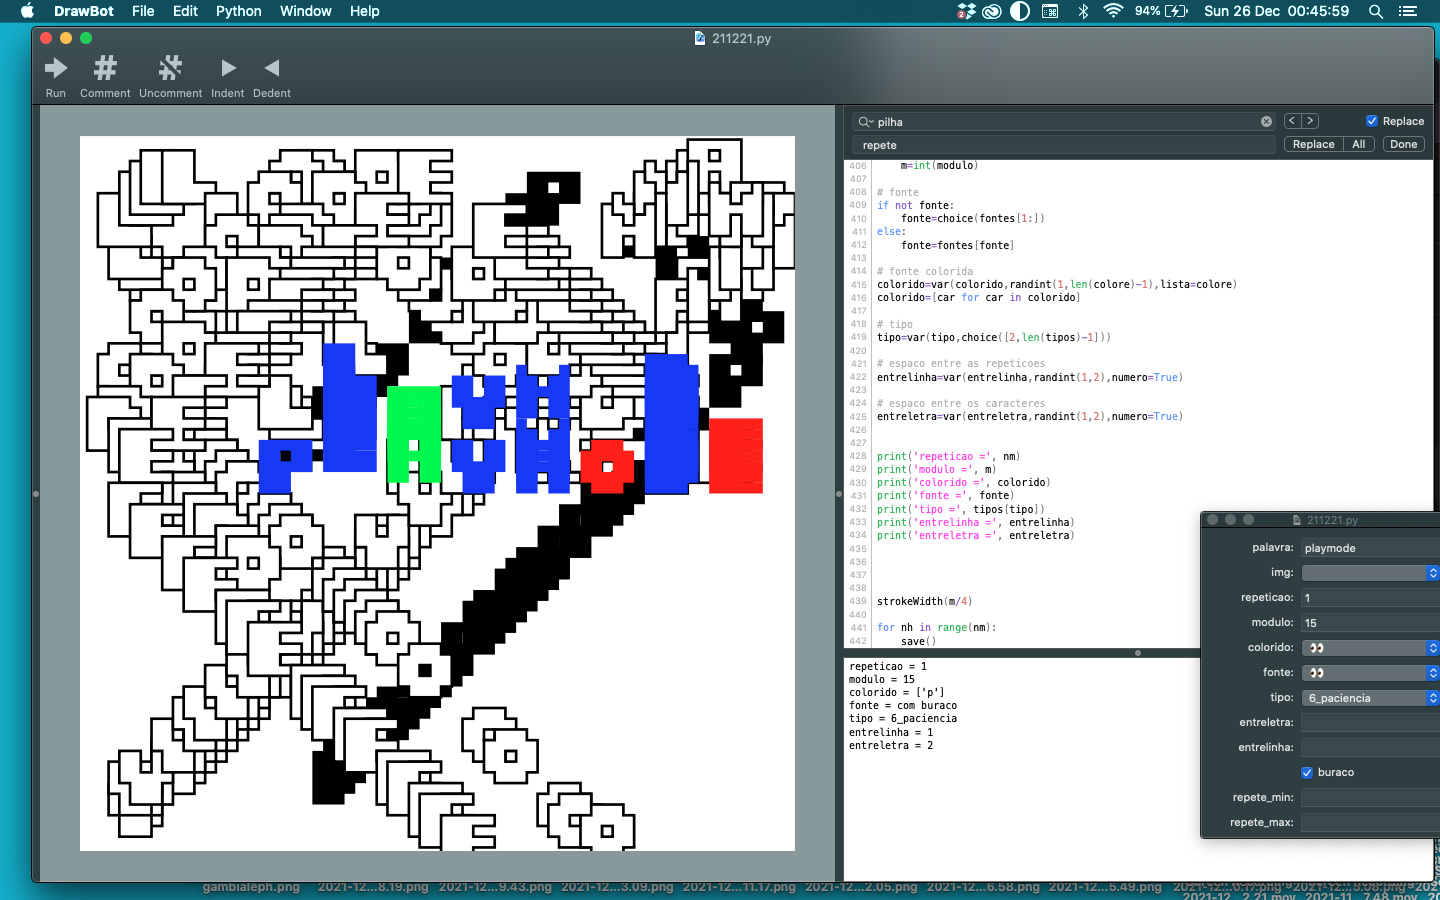 DrawBot File Edit Python Window Help
2 94% Sun 26 Dec 00:45:59
211221.py
Run Comment Uncomment Indent Dedent
pilha
Replace
repete
Replace All Done
406 m=int(modulo)
407
408 # fonte
409 if not fonte:
410 fonte=choice(fontes[1:])
411 else:
412 fonte=fontes[fonte]
413
414 # fonte colorida
415 colorido=var(colorido,randint(1,len(colore)-1),lista=colore)
416 colorido=[car for car in colorido]
417
418 # tipo
419 tipo=var(tipo,choice([2,len(tipos)-1]))
420
421 # espaco entre as repeticoes
422 entrelinha=var(entrelinha,randint(1,2),numero=True)
423
424 # espaco entre os caracteres
425 entreletra=var(entreletra,randint(1,2),numero=True)
426
427
428 print('repeticao =', nm)
429 print('modulo =', m)
430 print('colorido =', colorido)
431 print('fonte =', fonte)
432 print('tipo =', tipos[tipo])
433 print('entrelinha =', entrelinha)
434 print('entreletra =', entreletra)
435
436
437
438
439 strokeWidth(m/4)
440
441 for nh in range(nm):
442 save()
repeticao = 1
modulo = 15
colorido = ['p']
fonte = com buraco
tipo = 6_paciencia
entrelinha = 1
entreletra = 2
211221.py
palavra: playmode
img:
repeticao: 1
modulo: 15
colorido: 👀
fonte: 👀
tipo: 6_paciencia
entreletra:
entrelinha:
buraco
repete_min:
repete_max:
PLAYMODE
gambialeph.png 2021-12...8.19.png 2021-12...9.43.png 2021-12...3.09.png 2021-12...11.17.png 2021-12...2.05.png 2021-12...6.58.png 2021-12...5.49.png